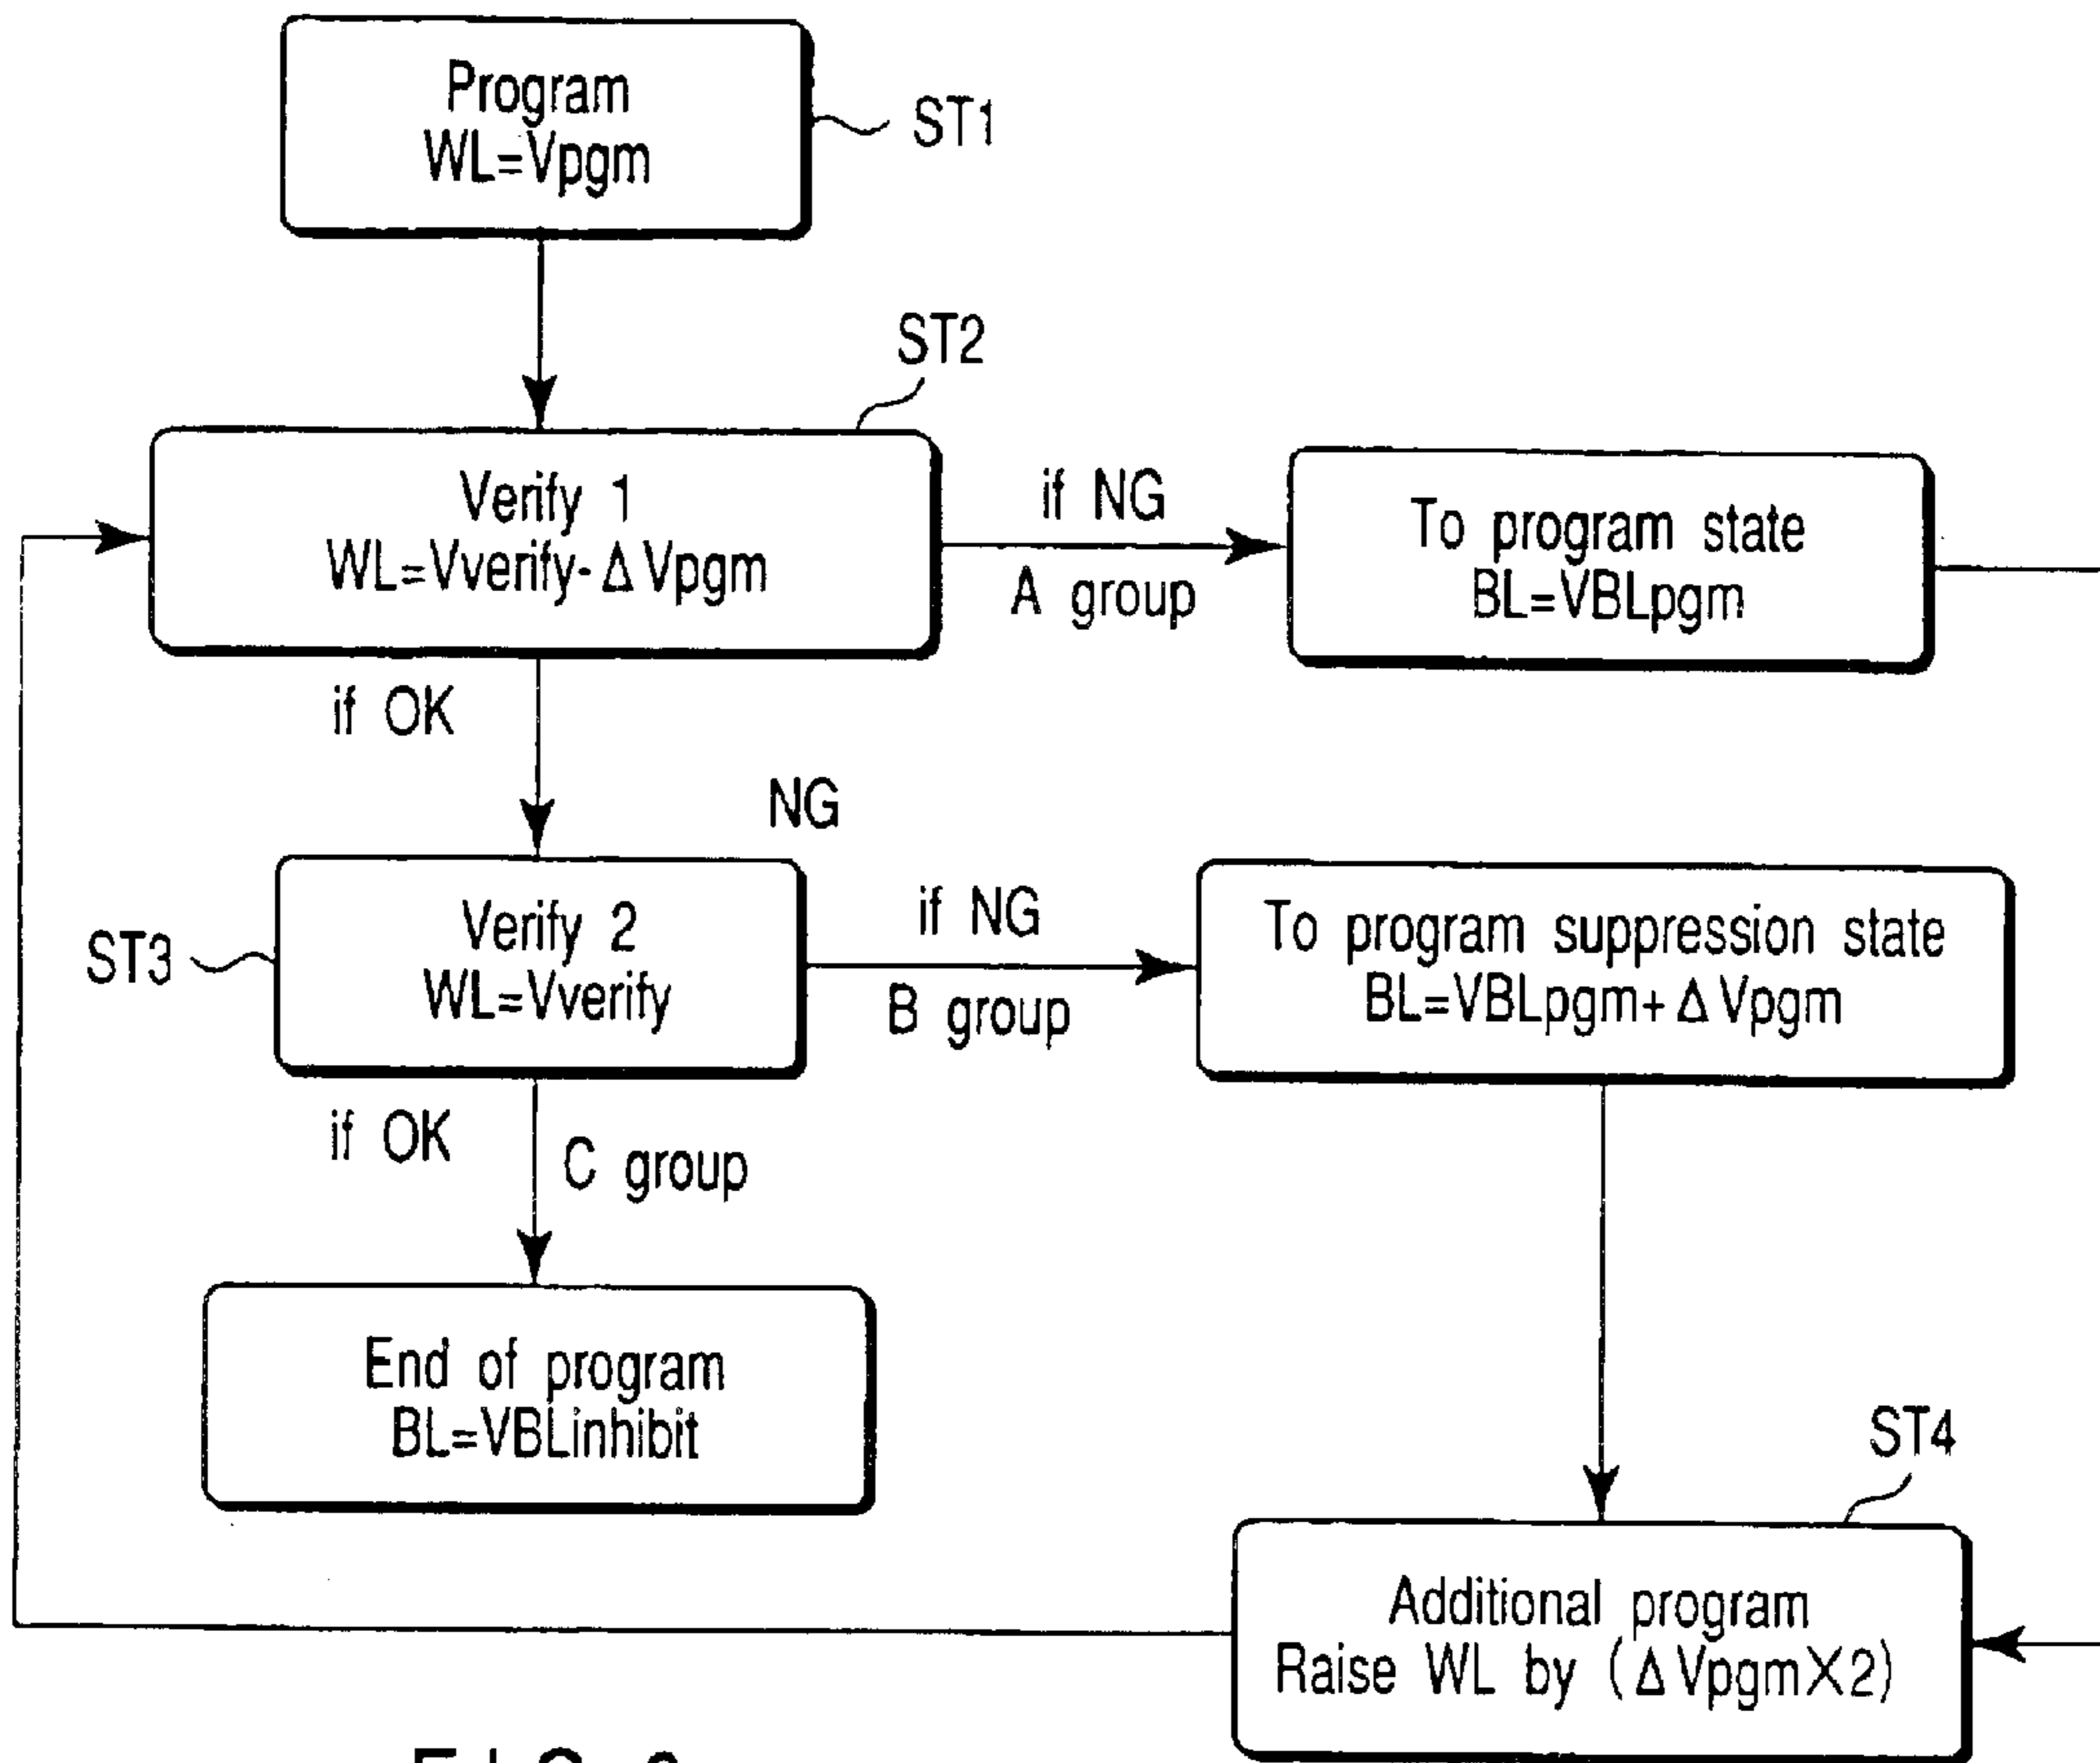 Program
WL=Vpgm
ST1
ST2
Verify 1
WL=Vverify-ΔVpgm
if NG
A group
To program state
BL=VBLpgm
if OK
NG
ST3
Verify 2
WL=Vverify
if NG
B group
To program suppression state
BL=VBLpgm+ΔVpgm
if OK
C group
End of program
BL=VBLinhibit
ST4
Additional program
Raise WL by (ΔVpgm×2)